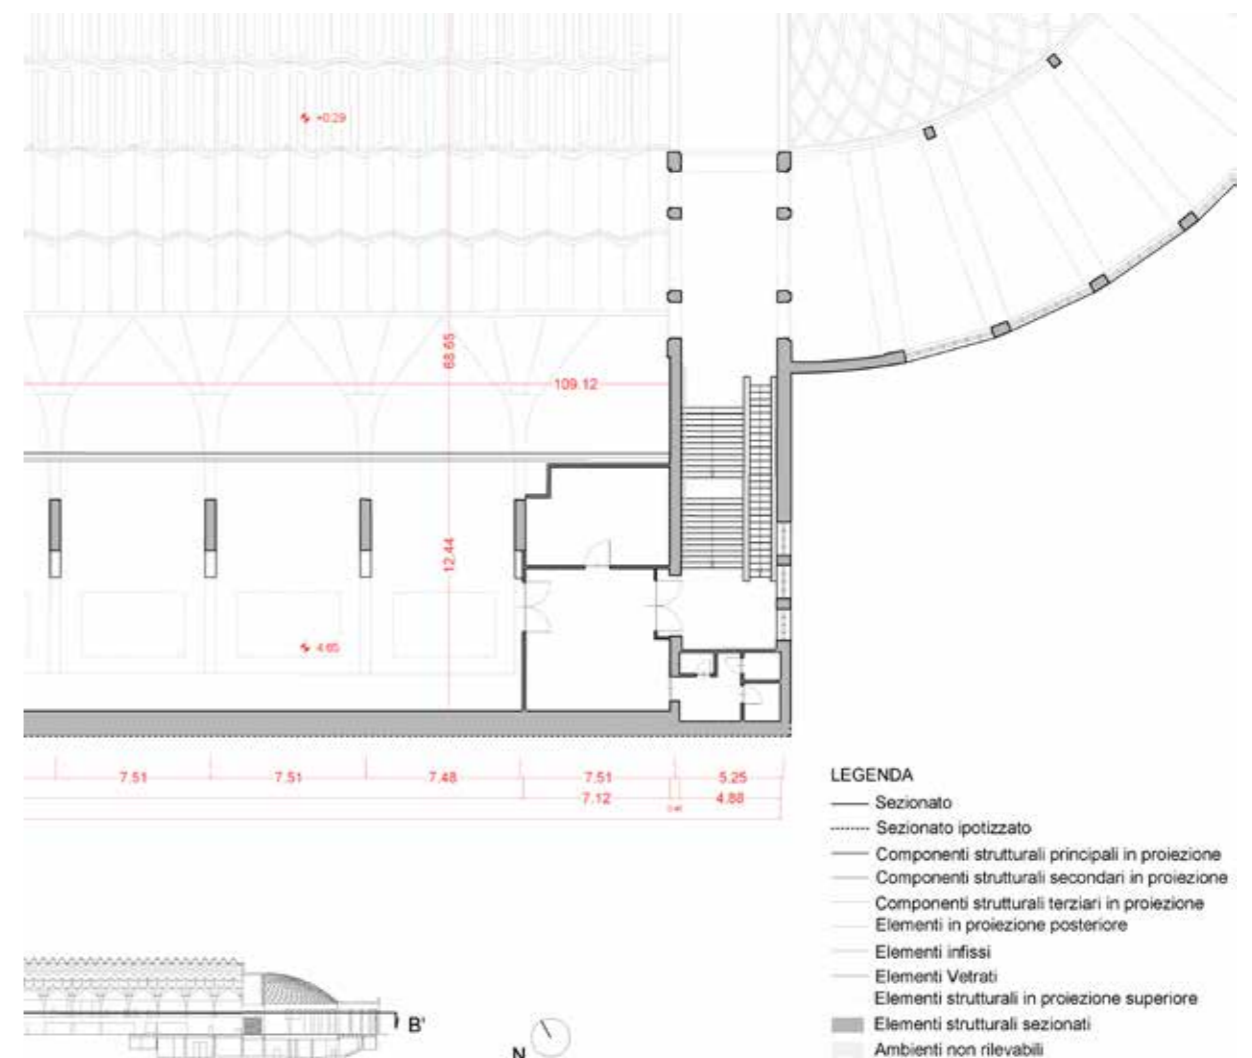 +0.29
68.65
109.12
12.44
4.65
7.51 7.51 7.48 7.51 5.25
7.12 4.88
LEGENDA
Sezionato
Sezionato ipotizzato
Componenti strutturali principali in proiezione
Componenti strutturali secondari in proiezione
Componenti strutturali terziari in proiezione
Elementi in proiezione posteriore
Elementi infissi
Elementi Vetrati
Elementi strutturali in proiezione superiore
Elementi strutturali sezionati
Ambienti non rilevabili
B'
N